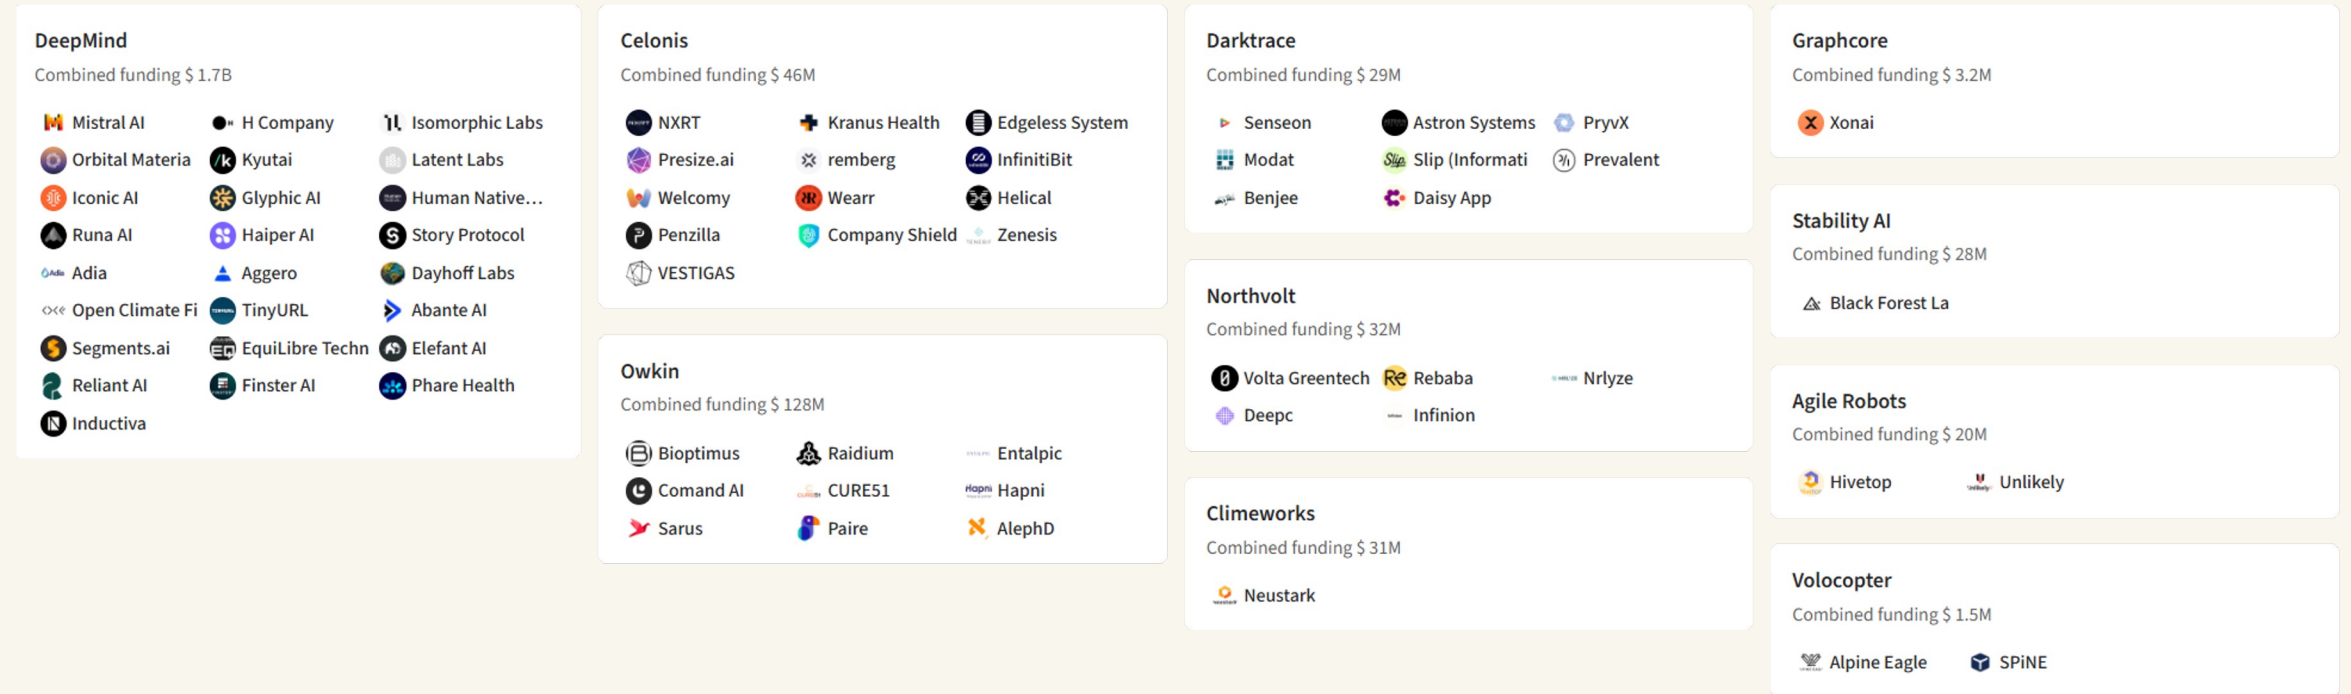 DeepMind
Combined funding $ 1.7B
Mistral AI H Company Isomorphic Labs
Orbital Materia Kyutai Latent Labs
Iconic AI Glyphic AI Human Native...
Runa AI Haiper AI Story Protocol
Adia Aggero Dayhoff Labs
Open Climate Fi TinyURL Abante AI
Segments.ai EquiLibre Techn Elefant AI
Reliant AI Finster AI Phare Health
Inductiva
Celonis
Combined funding $ 46M
NXRT Kranus Health Edgeless System
Presize.ai remberg InfinitiBit
Welcomy Wearr Helical
Penzilla Company Shield Zenesis
VESTIGAS
Owkin
Combined funding $ 128M
Bioptimus Raidium Entalpic
Comand AI CURE51 Hapni
Sarus Paire AlephD
Darktrace
Combined funding $ 29M
Senseon Astron Systems PryvX
Modat Slip (Informati Prevalent
Benjee Daisy App
Northvolt
Combined funding $ 32M
Volta Greentech Rebaba Nrlyze
Deepc Infinion
Climeworks
Combined funding $ 31M
Neustark
Graphcore
Combined funding $ 3.2M
Xonai
Stability AI
Combined funding $ 28M
Black Forest La
Agile Robots
Combined funding $ 20M
Hivetop Unlikely
Volocopter
Combined funding $ 1.5M
Alpine Eagle SPiNE